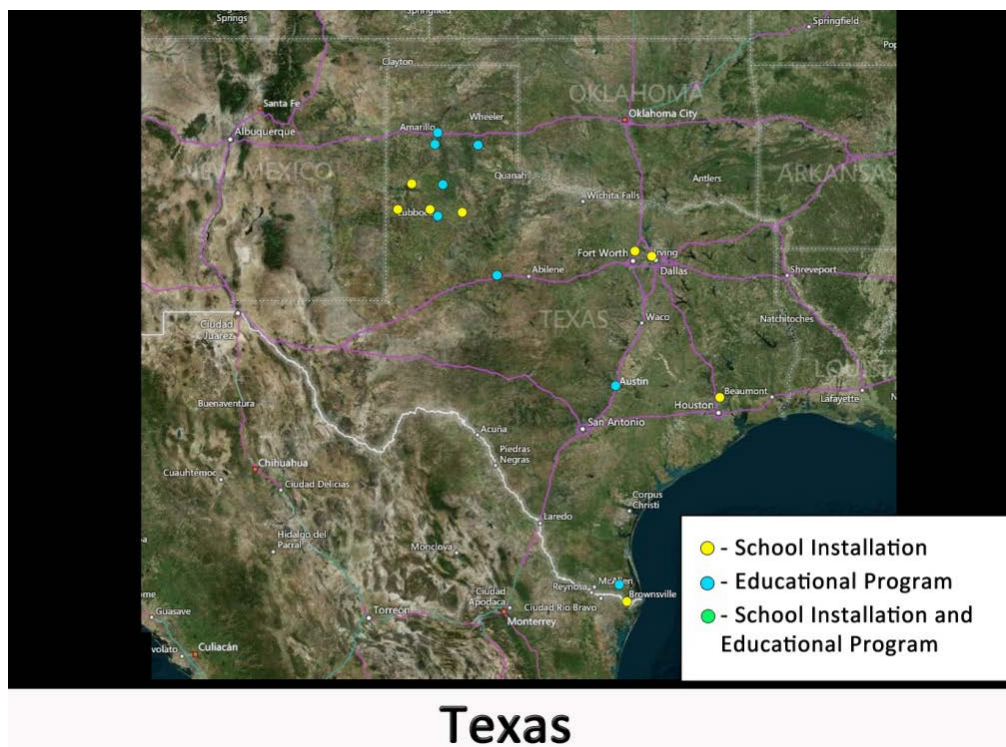 Springs
Springfield
Springfield
Clayton
OKLAHOMA
Santa Fe
Amarillo
Wheeler
Oklahoma City
Albuquerque
NEW MEXICO
Quanah
Antlers
ARKANSAS
Wichita Falls
Fort Worth
Irving
Dallas
Abilene
Shreveport
Ciudad
Juárez
TEXAS
Waco
Natchitoches
Austin
Beaumont
Buenaventura
Houston
Lafayette
San Antonio
Acuña
Piedras
Negras
Cuauhtémoc
Chihuahua
Ciudad Delicias
Corpus
Christi
Laredo
Hidalgo del
Parral
Monclova
McAllen
Reynosa
Brownsville
Ciudad
Apodaca
Ciudad Río Bravo
Guasave
Torreón
Monterrey
Culiacán
- School Installation
- Educational Program
- School Installation and
Educational Program
Texas